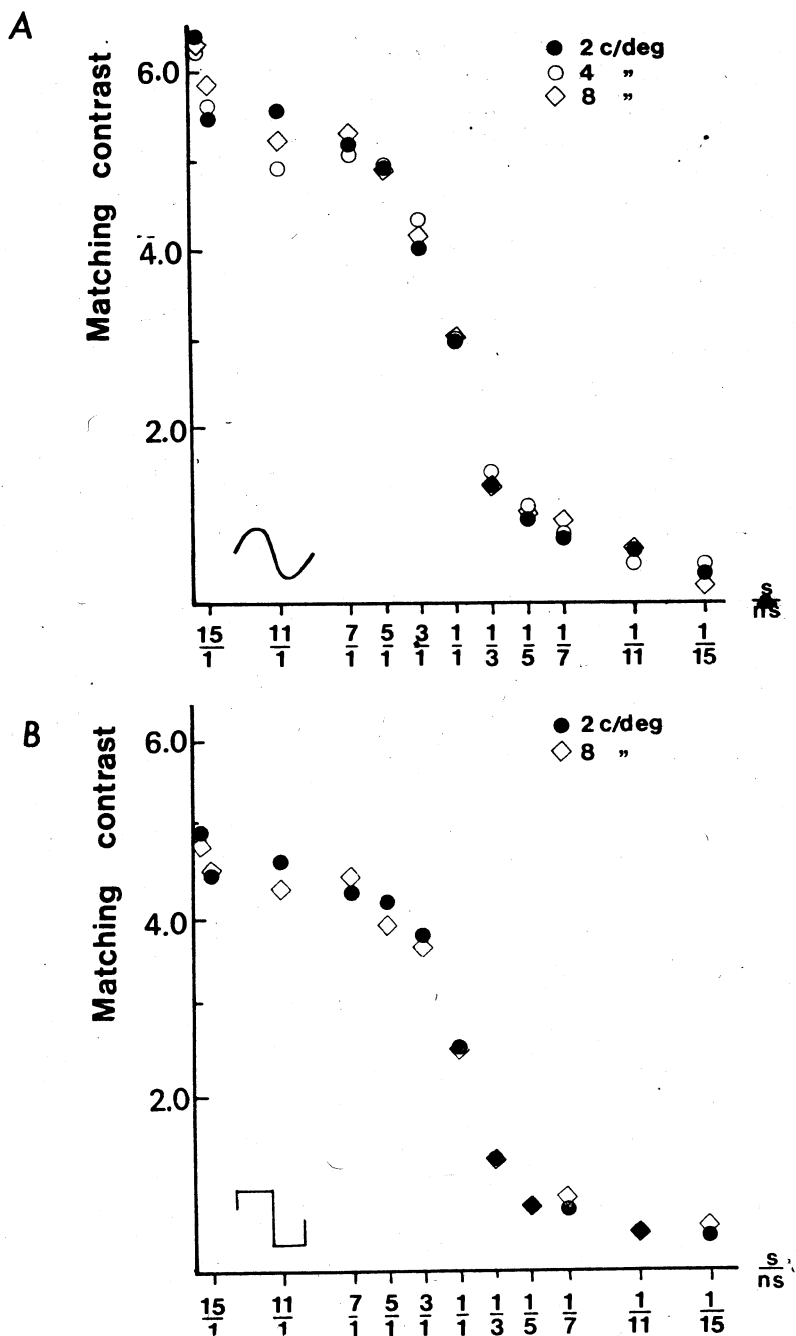 A
Matching contrast
● 2 c/deg
○ 4 ”
◇ 8 ”
6.0
4.0
2.0
s/ns
15/1 11/1 7/1 5/1 3/1 1/1 1/3 1/5 1/7 1/11 1/15
B
Matching contrast
● 2 c/deg
◇ 8 ”
6.0
4.0
2.0
s/ns
15/1 11/1 7/1 5/1 3/1 1/1 1/3 1/5 1/7 1/11 1/15